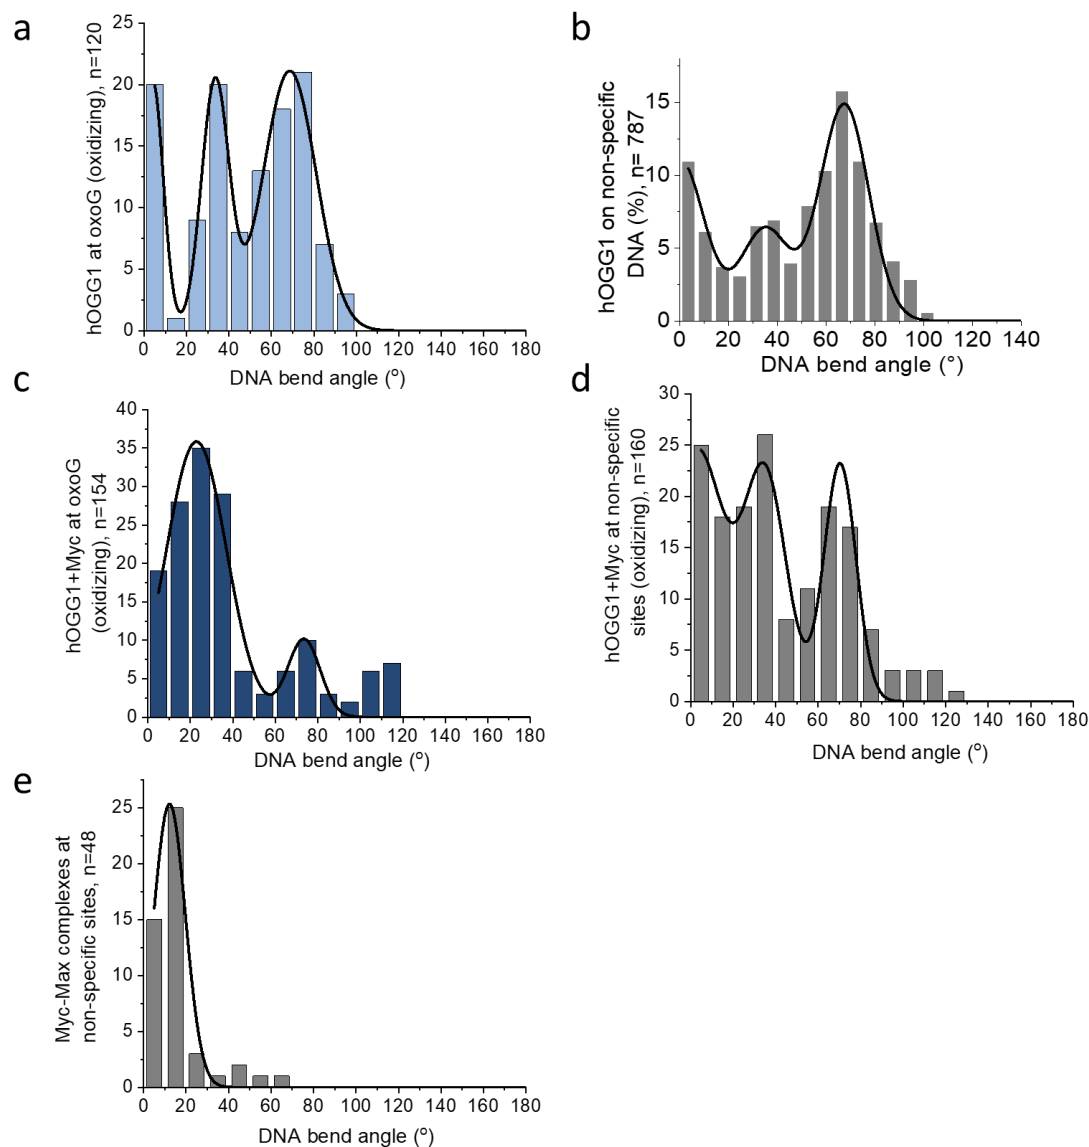 a
hOGG1 at oxoG (oxidizing), n=120
25
20
15
10
5
0
0 20 40 60 80 100 120 140 160 180
DNA bend angle (°)
b
hOGG1 on non-specific
DNA (%), n= 787
15
10
5
0
0 20 40 60 80 100 120 140
DNA bend angle (°)
c
hOGG1+Myc at oxoG
(oxidizing), n=154
40
35
30
25
20
15
10
5
0
0 20 40 60 80 100 120 140 160 180
DNA bend angle (°)
d
hOGG1+Myc at non-specific
sites (oxidizing), n=160
30
25
20
15
10
5
0
0 20 40 60 80 100 120 140 160 180
DNA bend angle (°)
e
Myc-Max complexes at
non-specific sites, n=48
25
20
15
10
5
0
0 20 40 60 80 100 120 140 160 180
DNA bend angle (°)